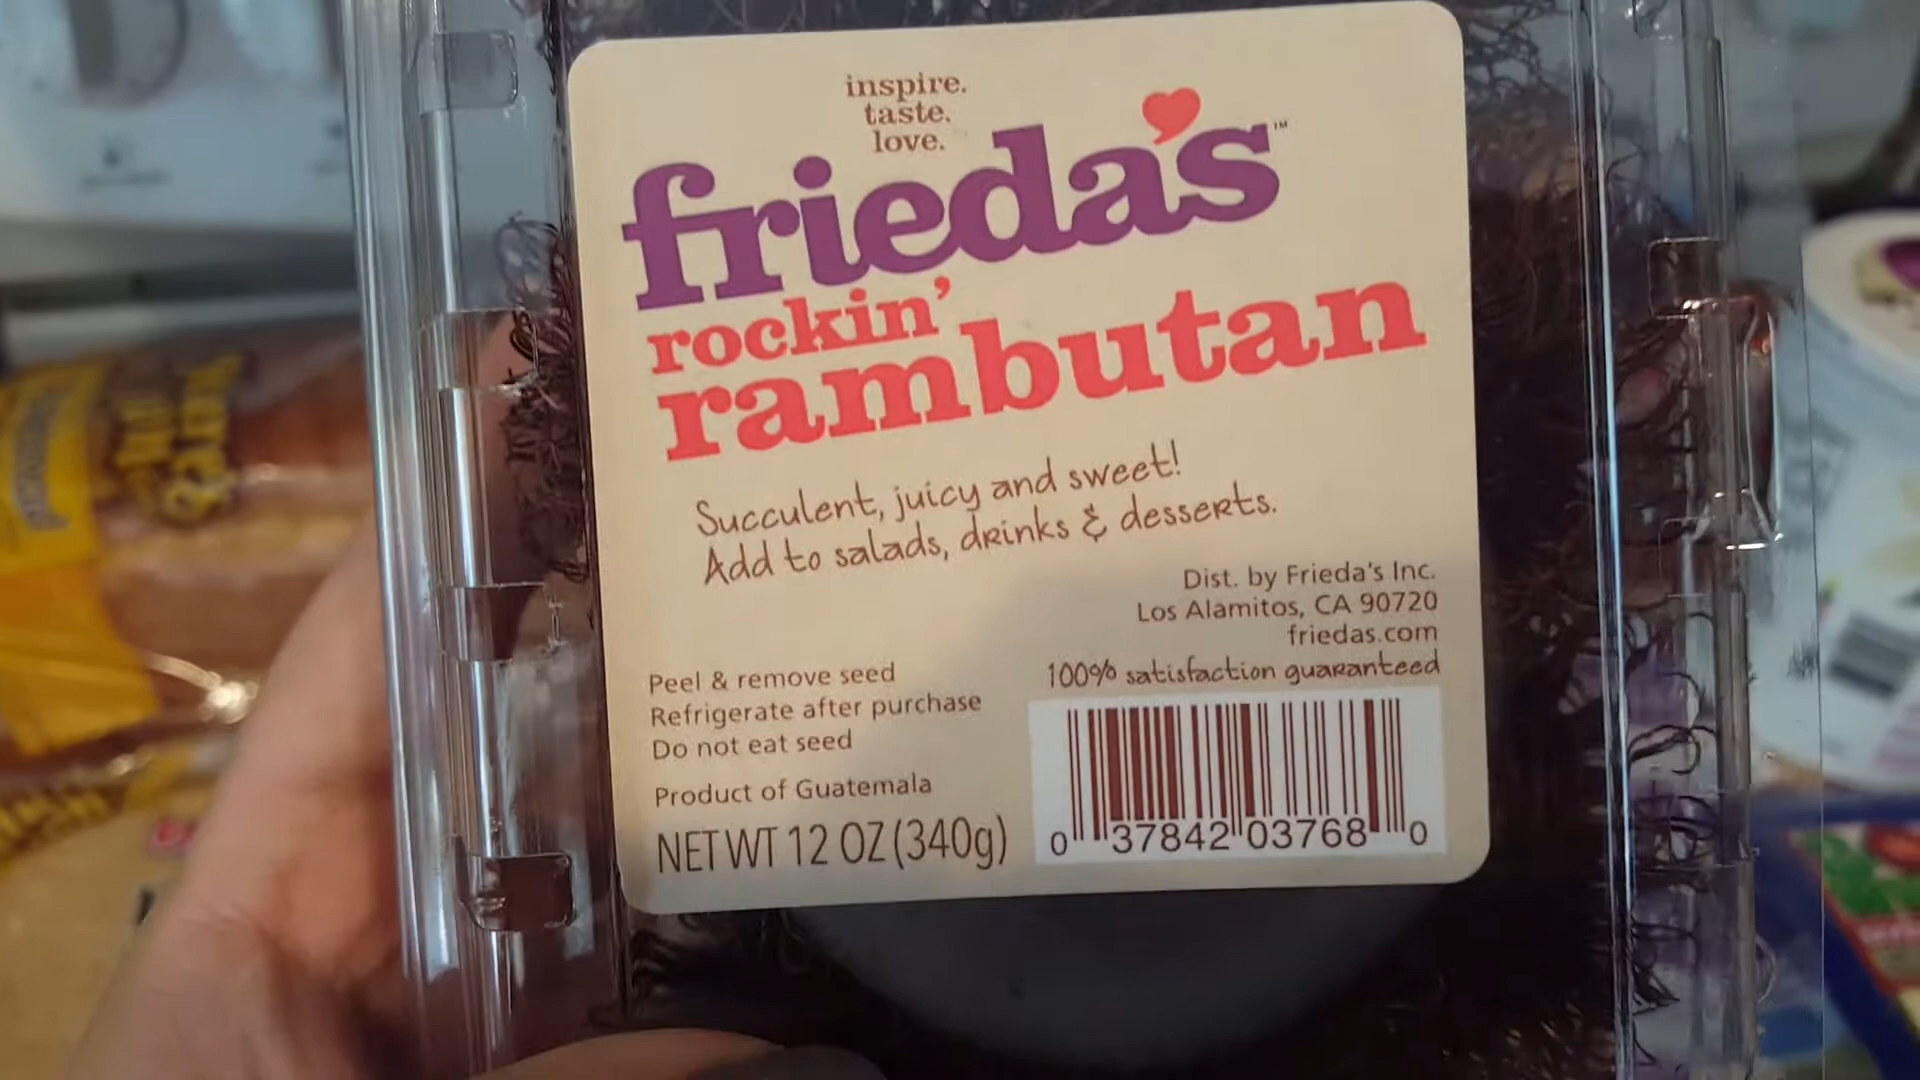 inspire.
taste.
love.
frieda's™
rockin'
rambutan
Succulent, juicy and sweet!
Add to salads, drinks & desserts.
Dist. by Frieda's Inc.
Los Alamitos, CA 90720
friedas.com
100% satisfaction guaranteed
Peel & remove seed
Refrigerate after purchase
Do not eat seed
Product of Guatemala
NET WT 12 OZ (340g)
0 37842 03768 0